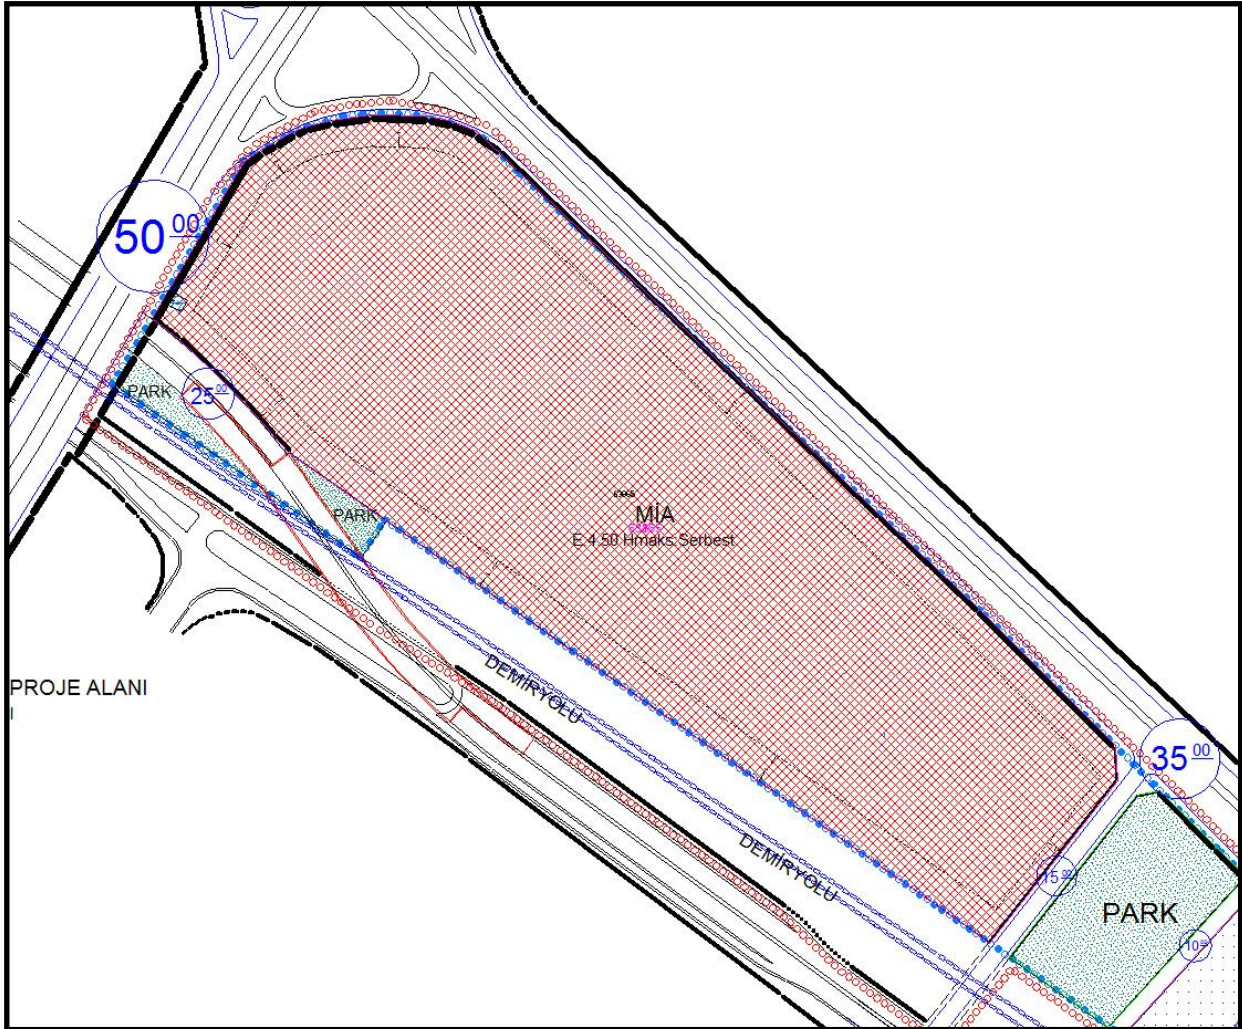 50 00
PARK
25 00
PARK
MİA
E 4.50 Hmaks:Serbest
DEMİRYOLU
PROJE ALANI
35 00
DEMİRYOLU
15 00
PARK
10 00